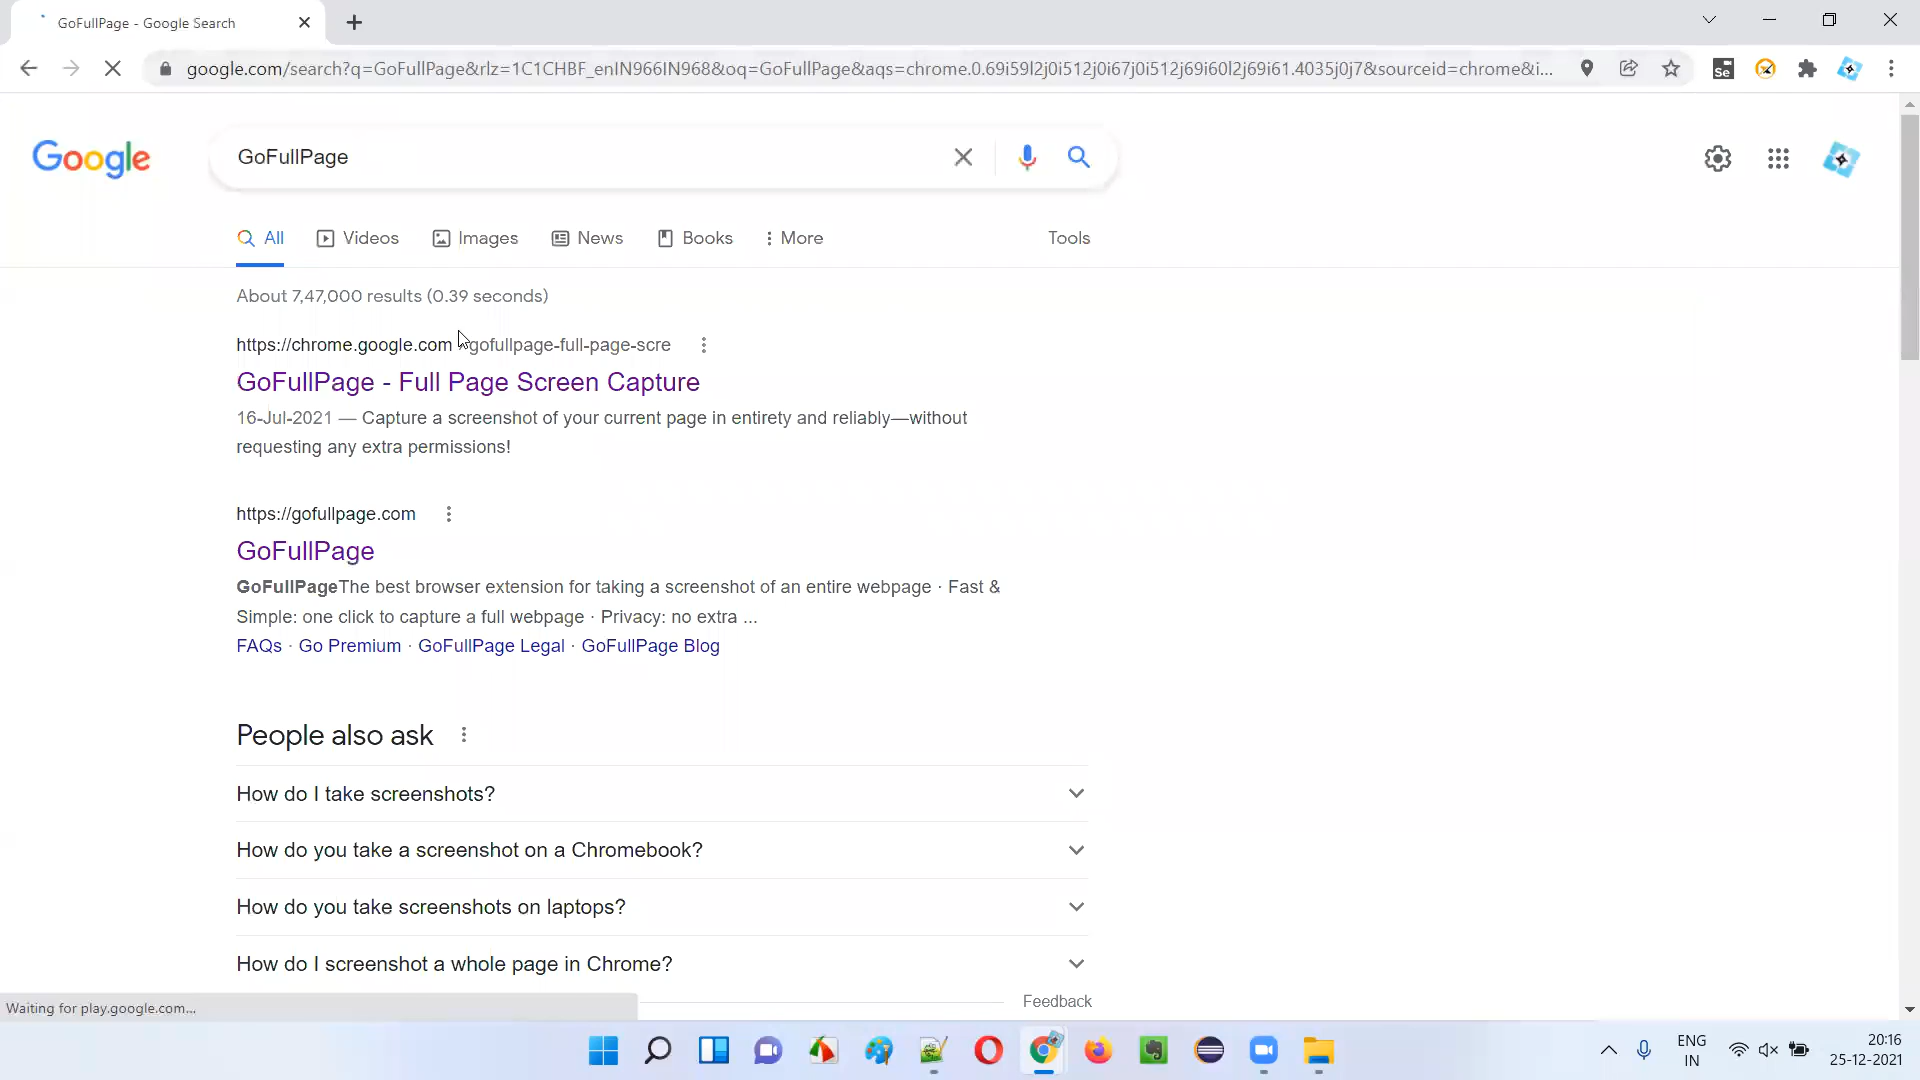 GoFullPage - Google Search
google.com/search?q=GoFullPage&rlz=1C1CHBF_enIN966IN968&oq=GoFullPage&aqs=chrome.0.69i59l2j0i512j0i67j0i512j69i60l2j69i61.4035j0j7&sourceid=chrome&i...
Se
Google
GoFullPage
All
Videos
Images
News
Books
More
Tools
About 7,47,000 results (0.39 seconds)
https://chrome.google.com › gofullpage-full-page-scre
GoFullPage - Full Page Screen Capture
16-Jul-2021 — Capture a screenshot of your current page in entirety and reliably—without
requesting any extra permissions!
https://gofullpage.com
GoFullPage
GoFullPageThe best browser extension for taking a screenshot of an entire webpage · Fast &
Simple: one click to capture a full webpage · Privacy: no extra ...
FAQs · Go Premium · GoFullPage Legal · GoFullPage Blog
People also ask
How do I take screenshots?
How do you take a screenshot on a Chromebook?
How do you take screenshots on laptops?
How do I screenshot a whole page in Chrome?
Feedback
Waiting for play.google.com...
ENG
IN
20:16
25-12-2021